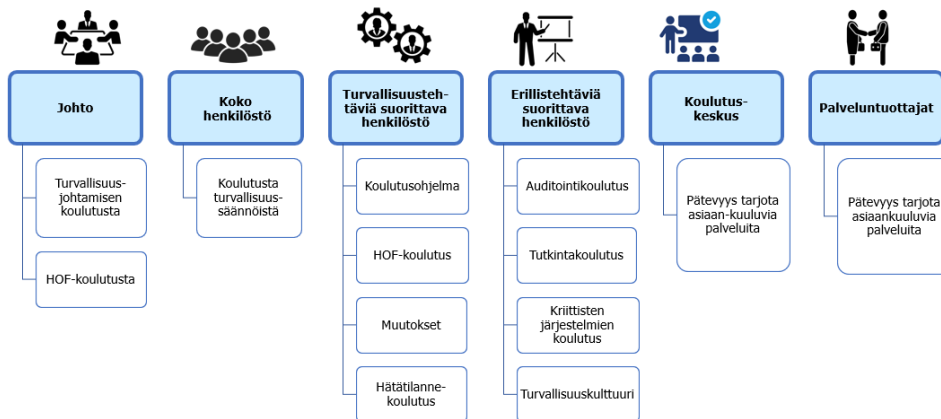 Johto
Turvallisuus-
johtamisen
koulutusta
HOF-koulutusta
Koko
henkilöstö
Koulutusta
turvallisuus-
säännöistä
Turvallisuusteh-
täviä suorittava
henkilöstö
Koulutusohjelma
HOF-koulutus
Muutokset
Hätätilanne-
koulutus
Erillistehtäviä
suorittava
henkilöstö
Auditointikoulutus
Tutkintakoulutus
Kriittisten
järjestelmien
koulutus
Turvallisuuskulttuuri
Koulutus-
keskus
Pätevyys tarjota
asiaan-kuuluvia
palveluita
Palveluntuottajat
Pätevyys tarjota
asiaankuuluvia
palveluita